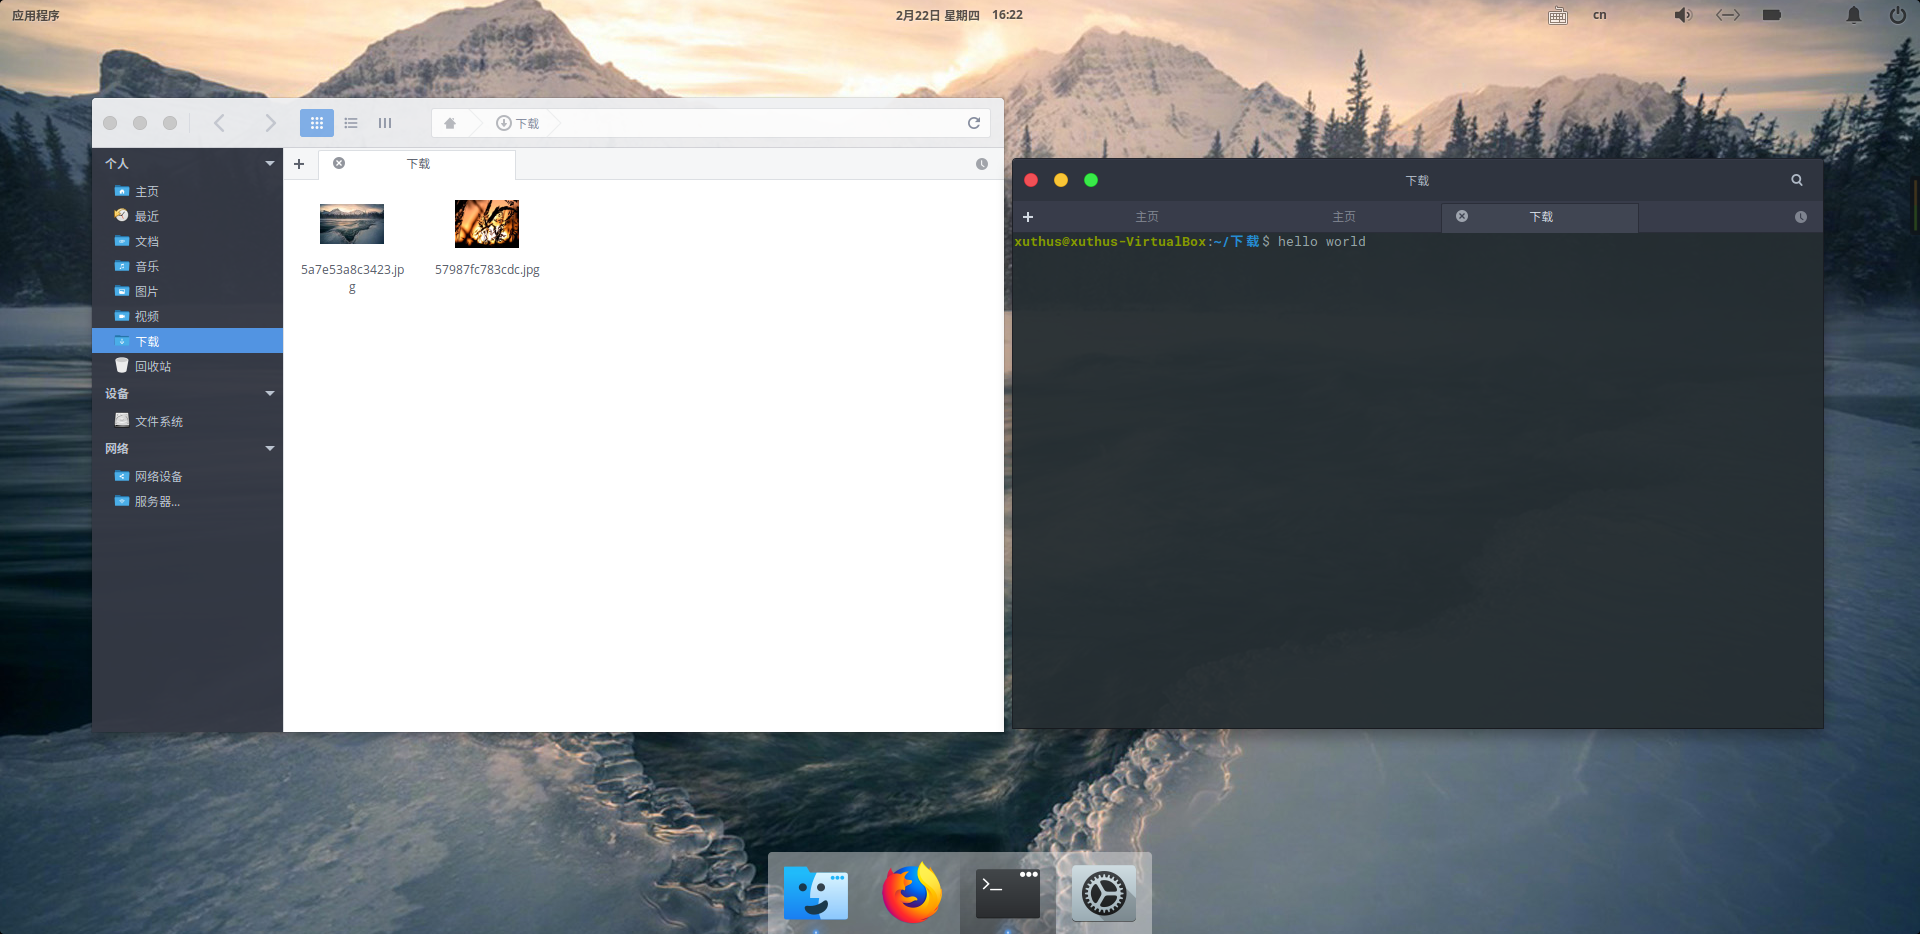 应用程序
2月22日 星期四 16:22
cn
下载
个人
下载
主页
最近
文档
音乐
图片
视频
下载
回收站
设备
文件系统
网络
网络设备
服务器...
5a7e53a8c3423.jp
g
57987fc783cdc.jpg
下载
主页
主页
下载
xuthus@xuthus-VirtualBox:~/下载$ hello world
>_